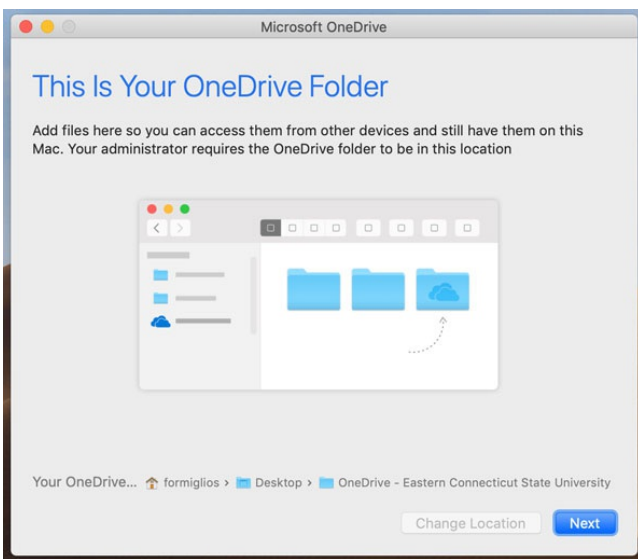 Microsoft OneDrive
This Is Your OneDrive Folder
Add files here so you can access them from other devices and still have them on this
Mac. Your administrator requires the OneDrive folder to be in this location
Your OneDrive... formiglios › Desktop › OneDrive - Eastern Connecticut State University
Change Location
Next